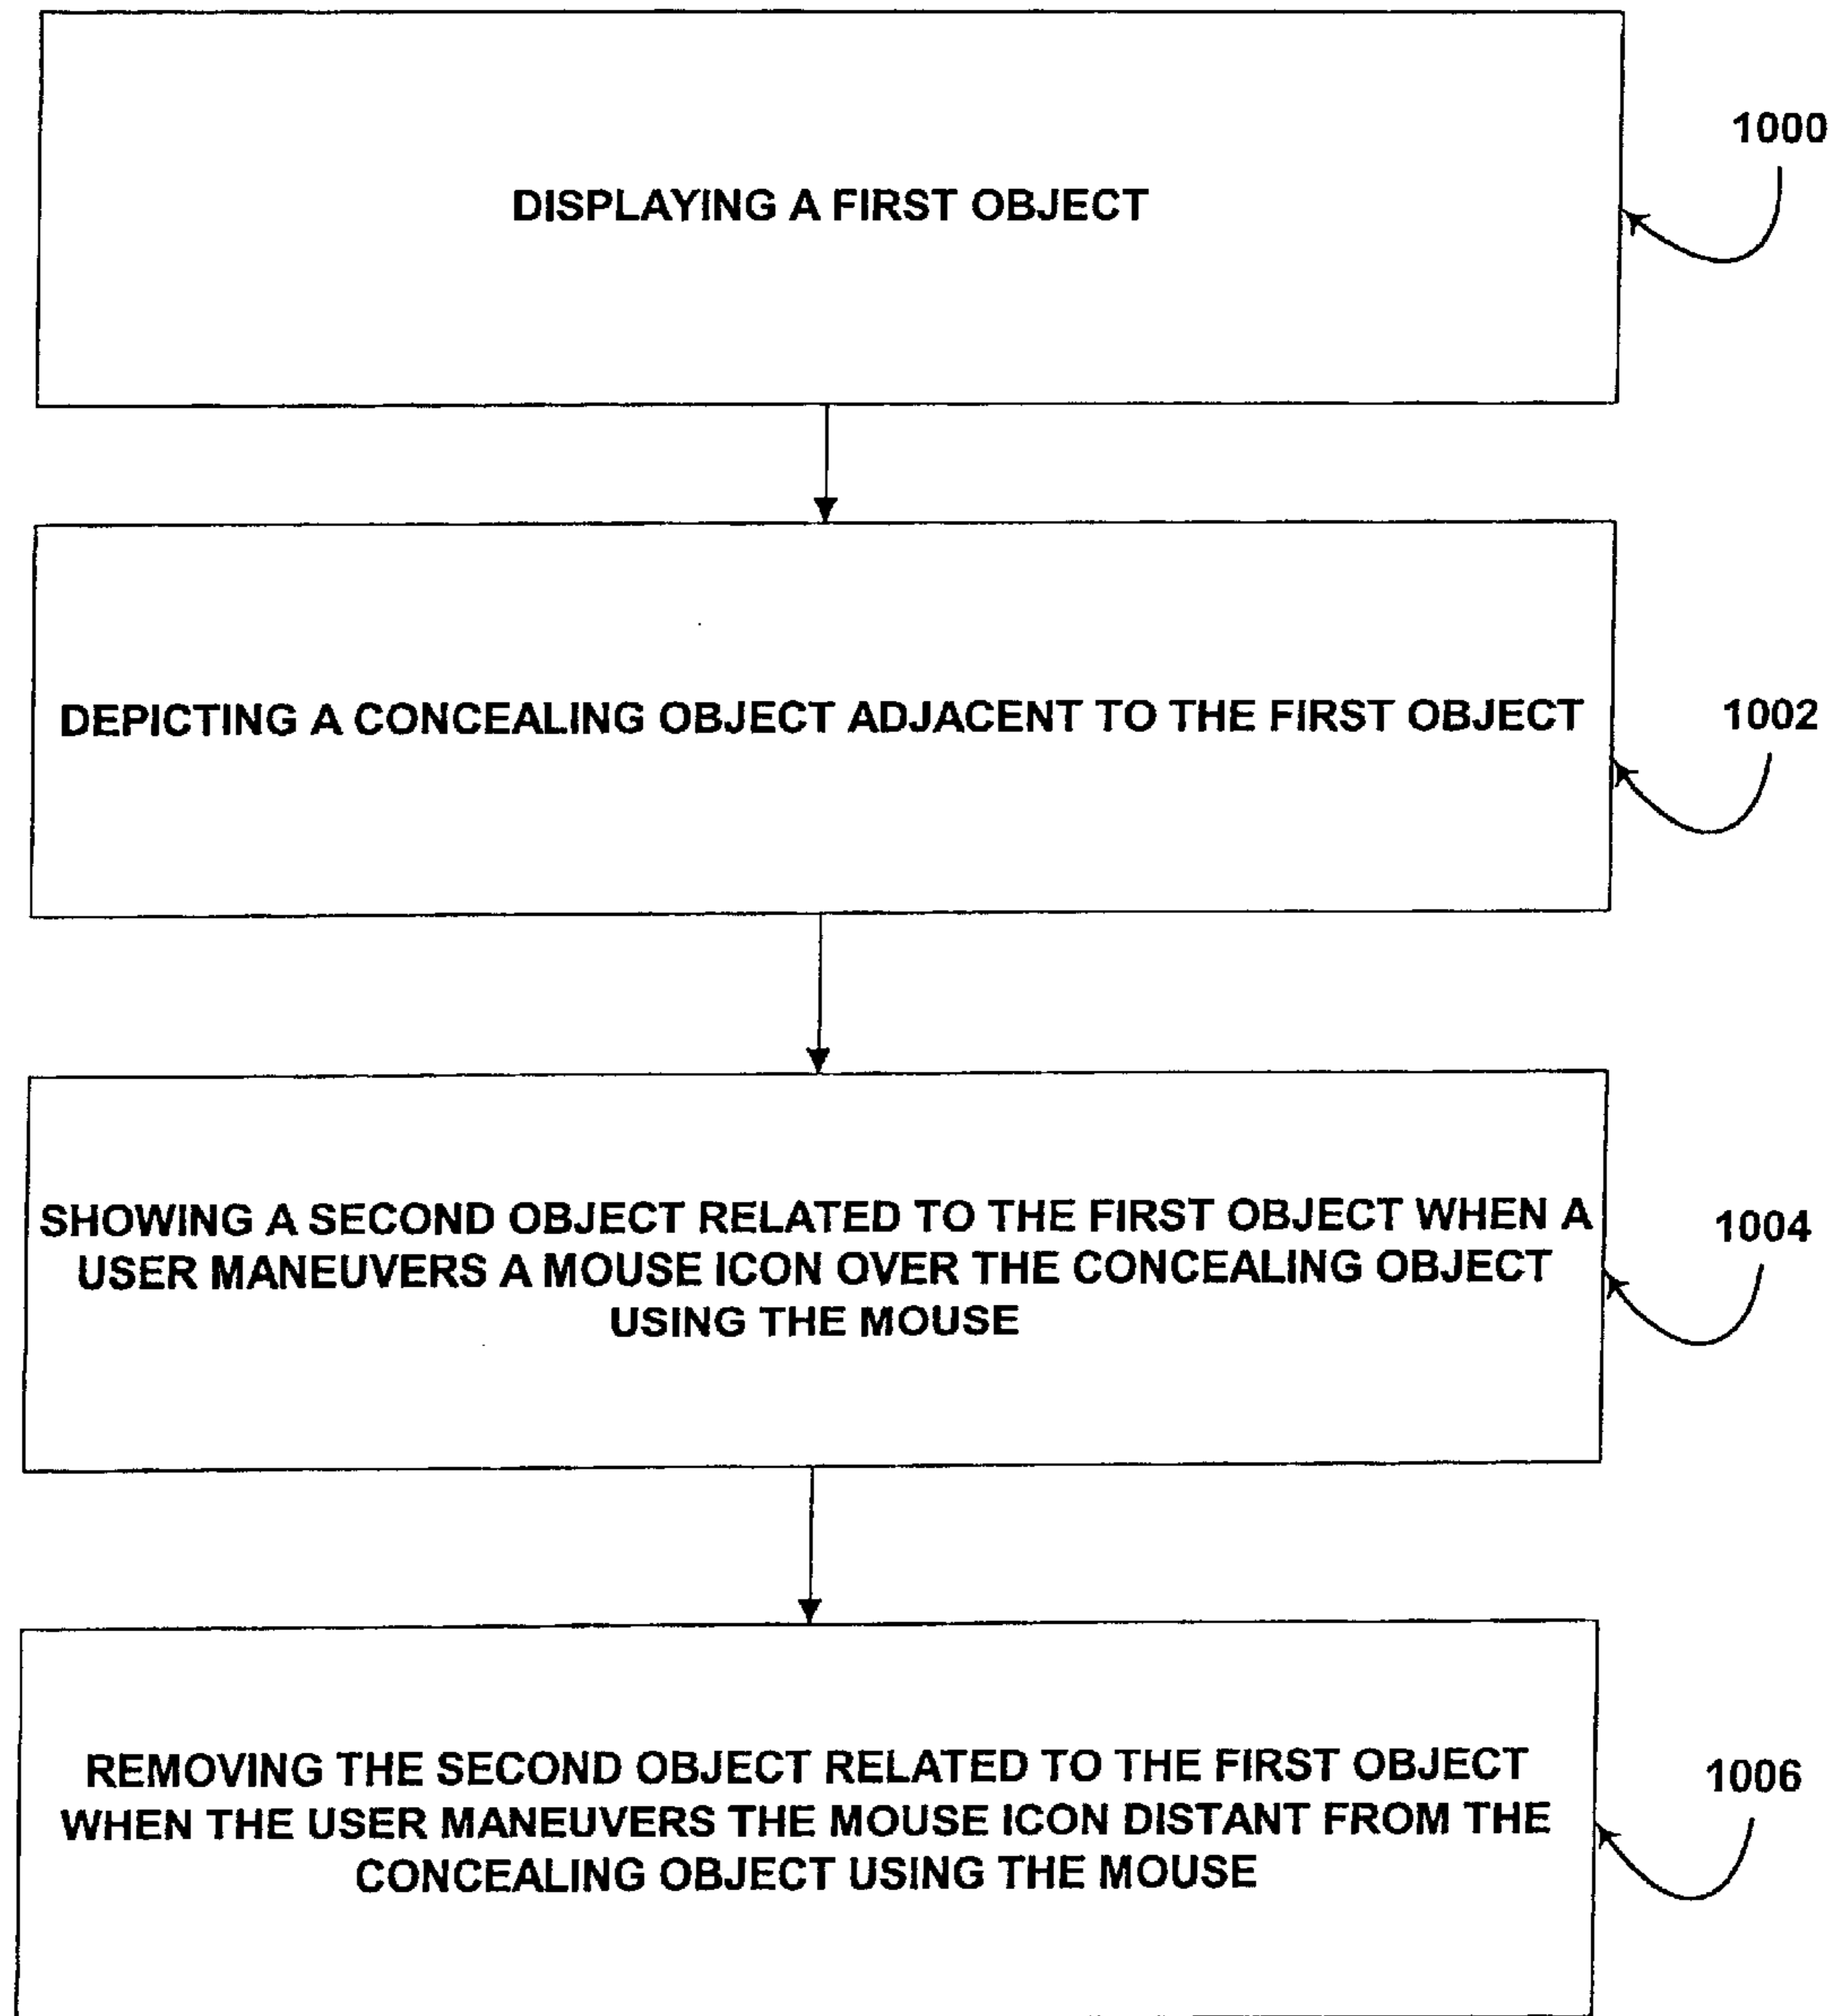 DISPLAYING A FIRST OBJECT
1000
DEPICTING A CONCEALING OBJECT ADJACENT TO THE FIRST OBJECT
1002
SHOWING A SECOND OBJECT RELATED TO THE FIRST OBJECT WHEN A
USER MANEUVERS A MOUSE ICON OVER THE CONCEALING OBJECT
USING THE MOUSE
1004
REMOVING THE SECOND OBJECT RELATED TO THE FIRST OBJECT
WHEN THE USER MANEUVERS THE MOUSE ICON DISTANT FROM THE
CONCEALING OBJECT USING THE MOUSE
1006